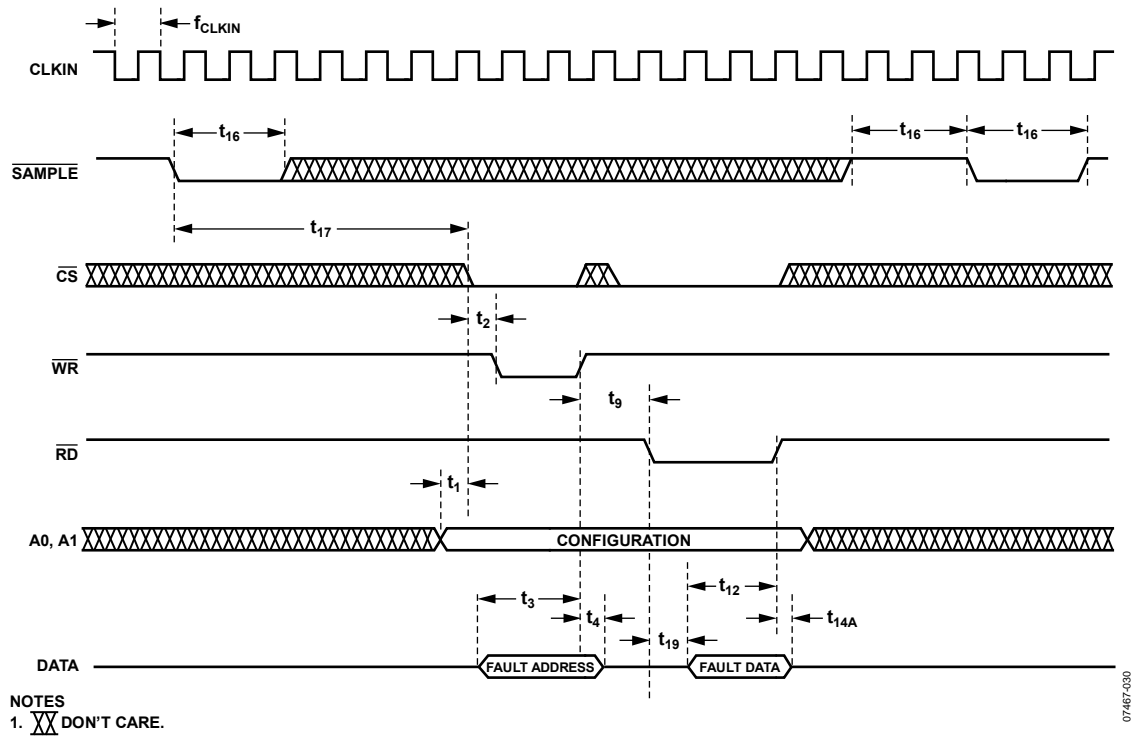 fCLKIN
CLKIN
t16
t16
t16
SAMPLE
t17
CS
t2
WR
t9
RD
t1
A0, A1
CONFIGURATION
t12
t3
t4
t14A
t19
DATA
FAULT ADDRESS
FAULT DATA
NOTES
1. DON'T CARE.
07467-030